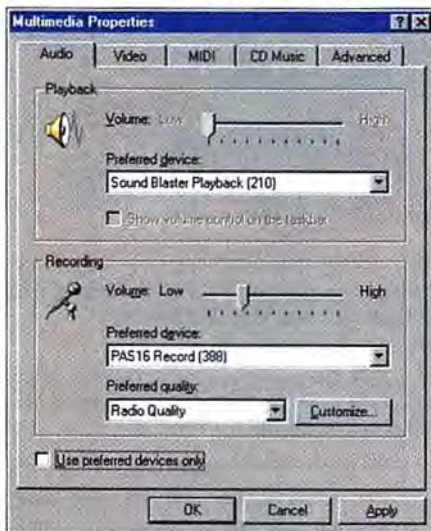 Multimedia Properties
Audio Video MIDI CD Music Advanced
Playback
Volume: Low High
Preferred device:
Sound Blaster Playback (210)
Show volume control on the taskbar
Recording
Volume: Low High
Preferred device:
PAS16 Record (388)
Preferred quality:
Radio Quality Customize...
Use preferred devices only
OK Cancel Apply